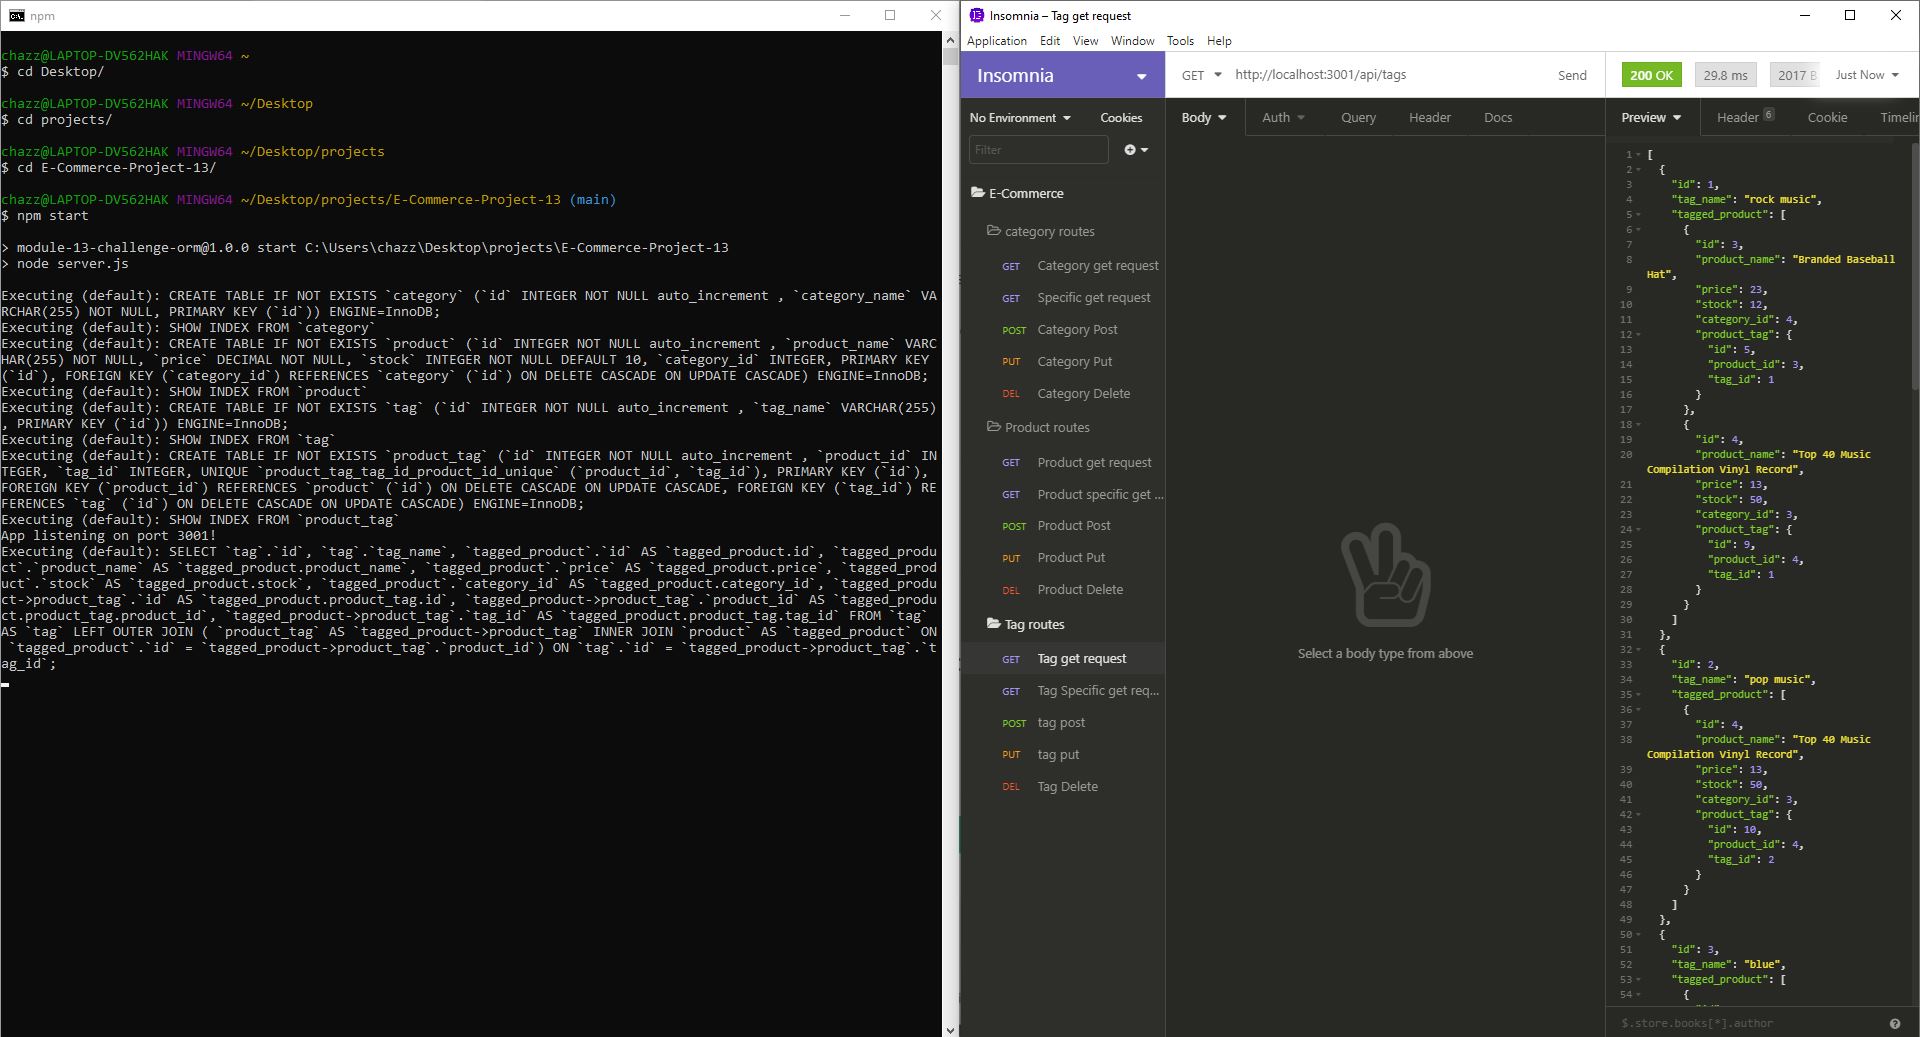 npm
chazz@LAPTOP-DV562HAK MINGW64 ~
$ cd Desktop/
chazz@LAPTOP-DV562HAK MINGW64 ~/Desktop
$ cd projects/
chazz@LAPTOP-DV562HAK MINGW64 ~/Desktop/projects
$ cd E-Commerce-Project-13/
chazz@LAPTOP-DV562HAK MINGW64 ~/Desktop/projects/E-Commerce-Project-13 (main)
$ npm start
> module-13-challenge-orm@1.0.0 start C:\Users\chazz\Desktop\projects\E-Commerce-Project-13
> node server.js
Executing (default): CREATE TABLE IF NOT EXISTS `category` (`id` INTEGER NOT NULL auto_increment , `category_name` VA
RCHAR(255) NOT NULL, PRIMARY KEY (`id`)) ENGINE=InnoDB;
Executing (default): SHOW INDEX FROM `category`
Executing (default): CREATE TABLE IF NOT EXISTS `product` (`id` INTEGER NOT NULL auto_increment , `product_name` VARC
HAR(255) NOT NULL, `price` DECIMAL NOT NULL, `stock` INTEGER NOT NULL DEFAULT 10, `category_id` INTEGER, PRIMARY KEY
(`id`), FOREIGN KEY (`category_id`) REFERENCES `category` (`id`) ON DELETE CASCADE ON UPDATE CASCADE) ENGINE=InnoDB;
Executing (default): SHOW INDEX FROM `product`
Executing (default): CREATE TABLE IF NOT EXISTS `tag` (`id` INTEGER NOT NULL auto_increment , `tag_name` VARCHAR(255)
, PRIMARY KEY (`id`)) ENGINE=InnoDB;
Executing (default): SHOW INDEX FROM `tag`
Executing (default): CREATE TABLE IF NOT EXISTS `product_tag` (`id` INTEGER NOT NULL auto_increment , `product_id` IN
TEGER, `tag_id` INTEGER, UNIQUE `product_tag_tag_id_product_id_unique` (`product_id`, `tag_id`), PRIMARY KEY (`id`),
FOREIGN KEY (`product_id`) REFERENCES `product` (`id`) ON DELETE CASCADE ON UPDATE CASCADE, FOREIGN KEY (`tag_id`) RE
FERENCES `tag` (`id`) ON DELETE CASCADE ON UPDATE CASCADE) ENGINE=InnoDB;
Executing (default): SHOW INDEX FROM `product_tag`
App listening on port 3001!
Executing (default): SELECT `tag`.`id`, `tag`.`tag_name`, `tagged_product`.`id` AS `tagged_product.id`, `tagged_produ
ct`.`product_name` AS `tagged_product.product_name`, `tagged_product`.`price` AS `tagged_product.price`, `tagged_prod
uct`.`stock` AS `tagged_product.stock`, `tagged_product`.`category_id` AS `tagged_product.category_id`, `tagged_produ
ct->product_tag`.`id` AS `tagged_product.product_tag.id`, `tagged_product->product_tag`.`product_id` AS `tagged_produ
ct.product_tag.product_id`, `tagged_product->product_tag`.`tag_id` AS `tagged_product.product_tag.tag_id` FROM `tag`
AS `tag` LEFT OUTER JOIN ( `product_tag` AS `tagged_product->product_tag` INNER JOIN `product` AS `tagged_product` ON
`tagged_product`.`id` = `tagged_product->product_tag`.`product_id`) ON `tag`.`id` = `tagged_product->product_tag`.`t
ag_id`;
Insomnia – Tag get request
Application Edit View Window Tools Help
Insomnia
No Environment Cookies
Filter
E-Commerce
category routes
GET Category get request
GET Specific get request
POST Category Post
PUT Category Put
DEL Category Delete
Product routes
GET Product get request
GET Product specific get ...
POST Product Post
PUT Product Put
DEL Product Delete
Tag routes
GET Tag get request
GET Tag Specific get req...
POST tag post
PUT tag put
DEL Tag Delete
GET http://localhost:3001/api/tags Send
Body Auth Query Header Docs
Select a body type from above
200 OK 29.8 ms 2017 B Just Now
Preview Header 6 Cookie Timelin
1 [
2 {
3 "id": 1,
4 "tag_name": "rock music",
5 "tagged_product": [
6 {
7 "id": 3,
8 "product_name": "Branded Baseball
Hat",
9 "price": 23,
10 "stock": 12,
11 "category_id": 4,
12 "product_tag": {
13 "id": 5,
14 "product_id": 3,
15 "tag_id": 1
16 }
17 },
18 {
19 "id": 4,
20 "product_name": "Top 40 Music
Compilation Vinyl Record",
21 "price": 13,
22 "stock": 50,
23 "category_id": 3,
24 "product_tag": {
25 "id": 9,
26 "product_id": 4,
27 "tag_id": 1
28 }
29 }
30 ]
31 },
32 {
33 "id": 2,
34 "tag_name": "pop music",
35 "tagged_product": [
36 {
37 "id": 4,
38 "product_name": "Top 40 Music
Compilation Vinyl Record",
39 "price": 13,
40 "stock": 50,
41 "category_id": 3,
42 "product_tag": {
43 "id": 10,
44 "product_id": 4,
45 "tag_id": 2
46 }
47 }
48 ]
49 },
50 {
51 "id": 3,
52 "tag_name": "blue",
53 "tagged_product": [
54 {
$.store.books[*].author